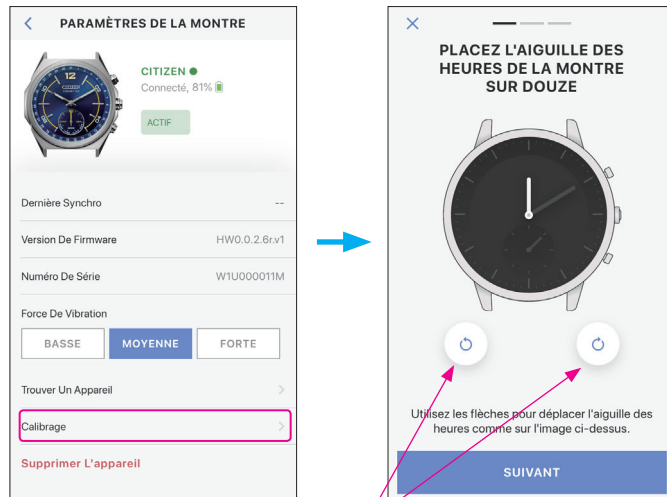 PARAMÈTRES DE LA MONTRE
CITIZEN
Connecté, 81%
ACTIF
Dernière Synchro --
Version De Firmware HW0.0.2.6r.v1
Numéro De Série W1U000011M
Force De Vibration
BASSE MOYENNE FORTE
Trouver Un Appareil
Calibrage
Supprimer L'appareil
PLACEZ L'AIGUILLE DES
HEURES DE LA MONTRE
SUR DOUZE
Utilisez les flèches pour déplacer l'aiguille des
heures comme sur l'image ci-dessus.
SUIVANT